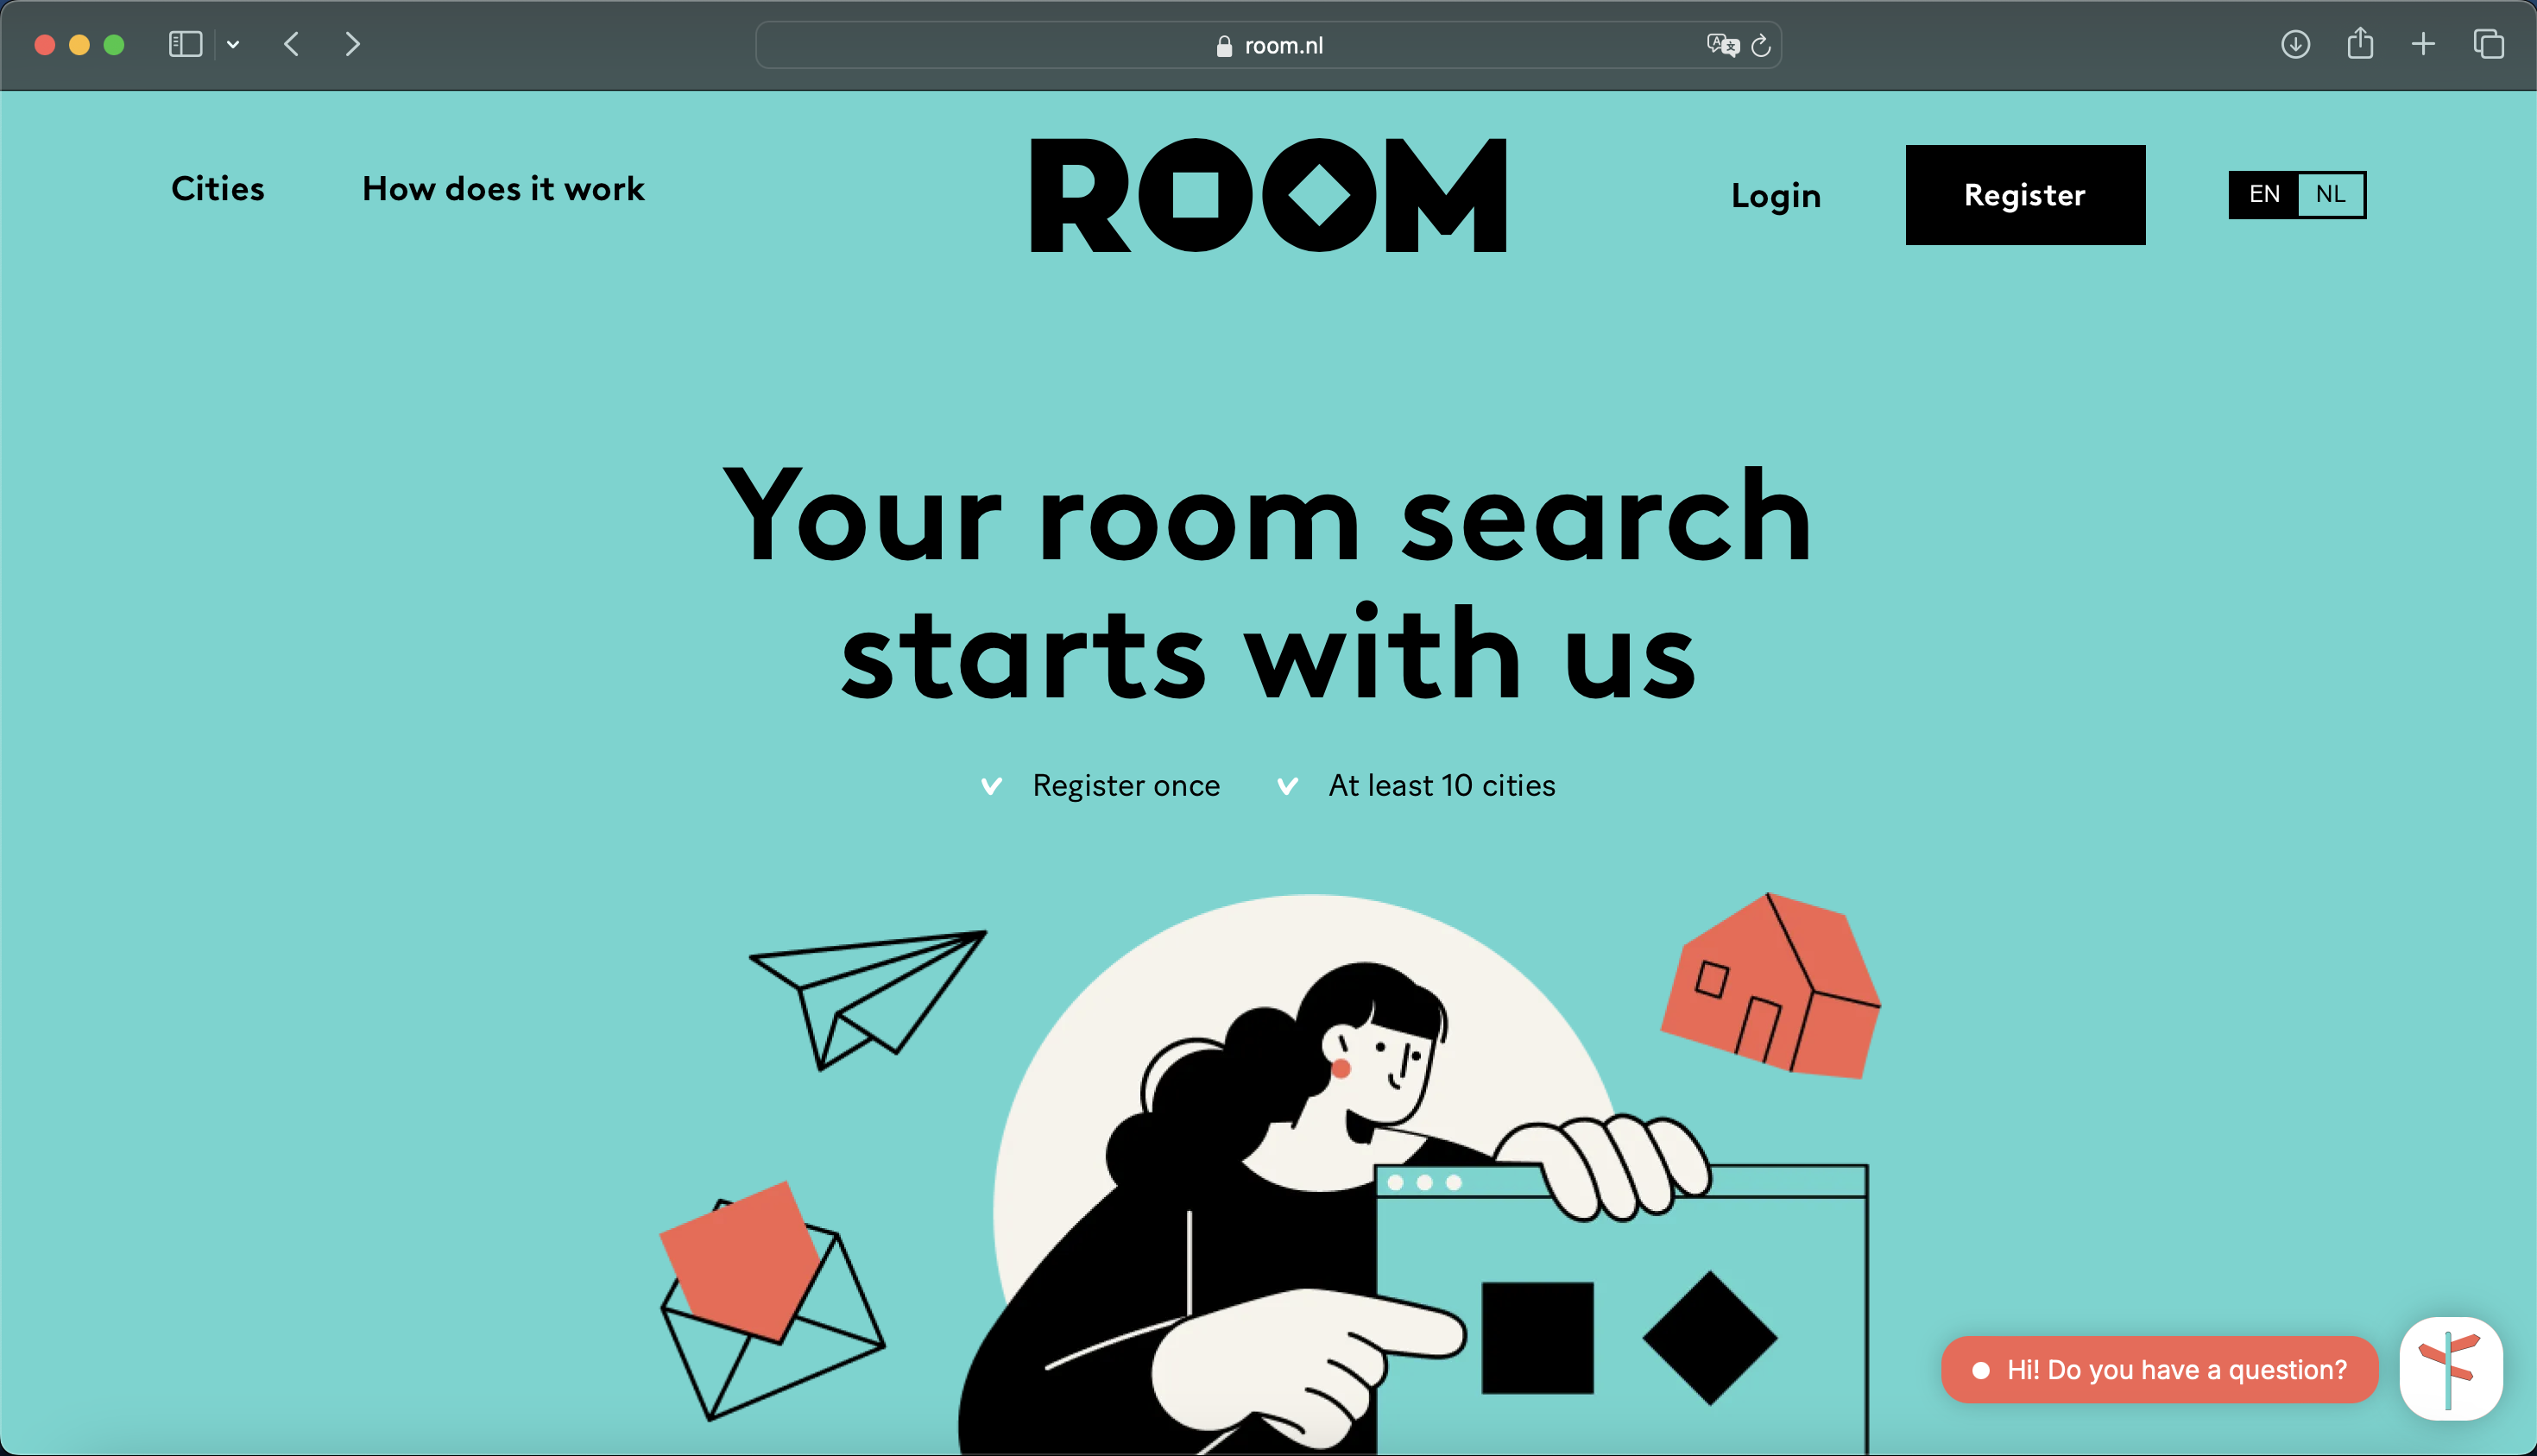 room.nl
Cities
How does it work
ROOM
Login
Register
EN
NL
Your room search
starts with us
Register once
At least 10 cities
Hi! Do you have a question?